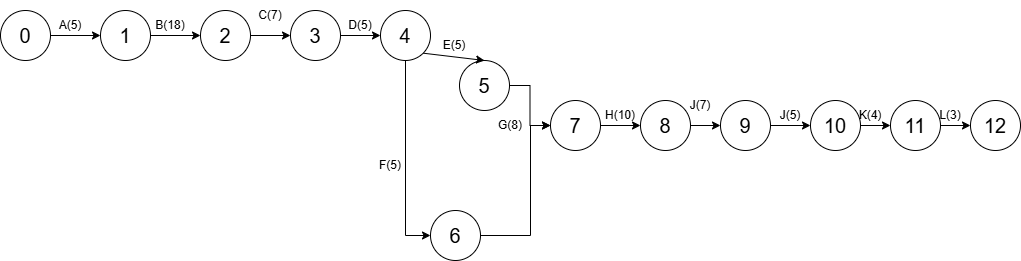 A(5)
B(18)
C(7)
D(5)
0
1
2
3
4
E(5)
5
G(8)
F(5)
6
7
H(10)
8
J(7)
9
J(5)
10
K(4)
11
L(3)
12